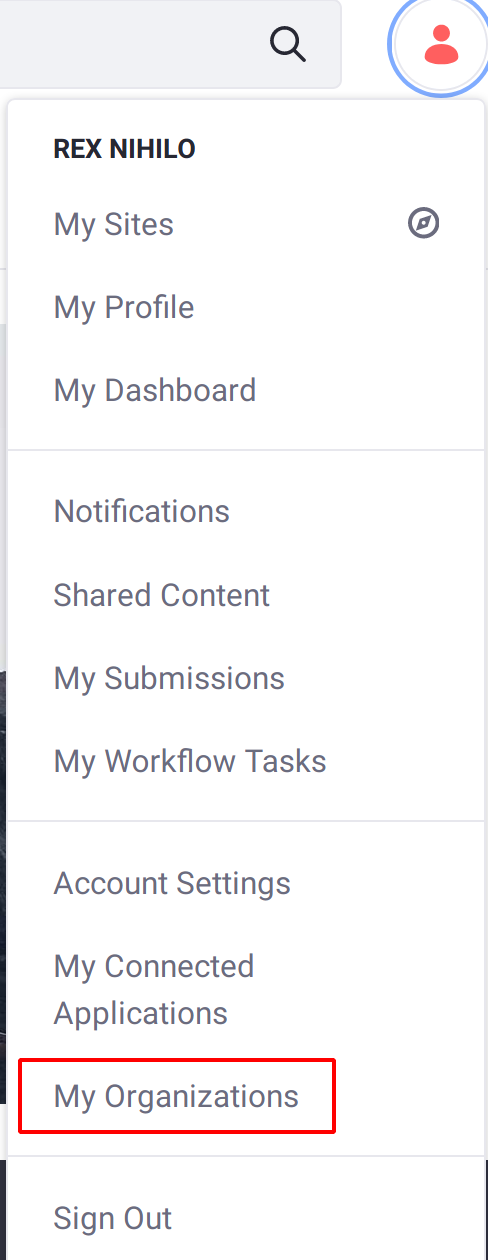 REX NIHILO
My Sites
My Profile
My Dashboard
Notifications
Shared Content
My Submissions
My Workflow Tasks
Account Settings
My Connected
Applications
My Organizations
Sign Out